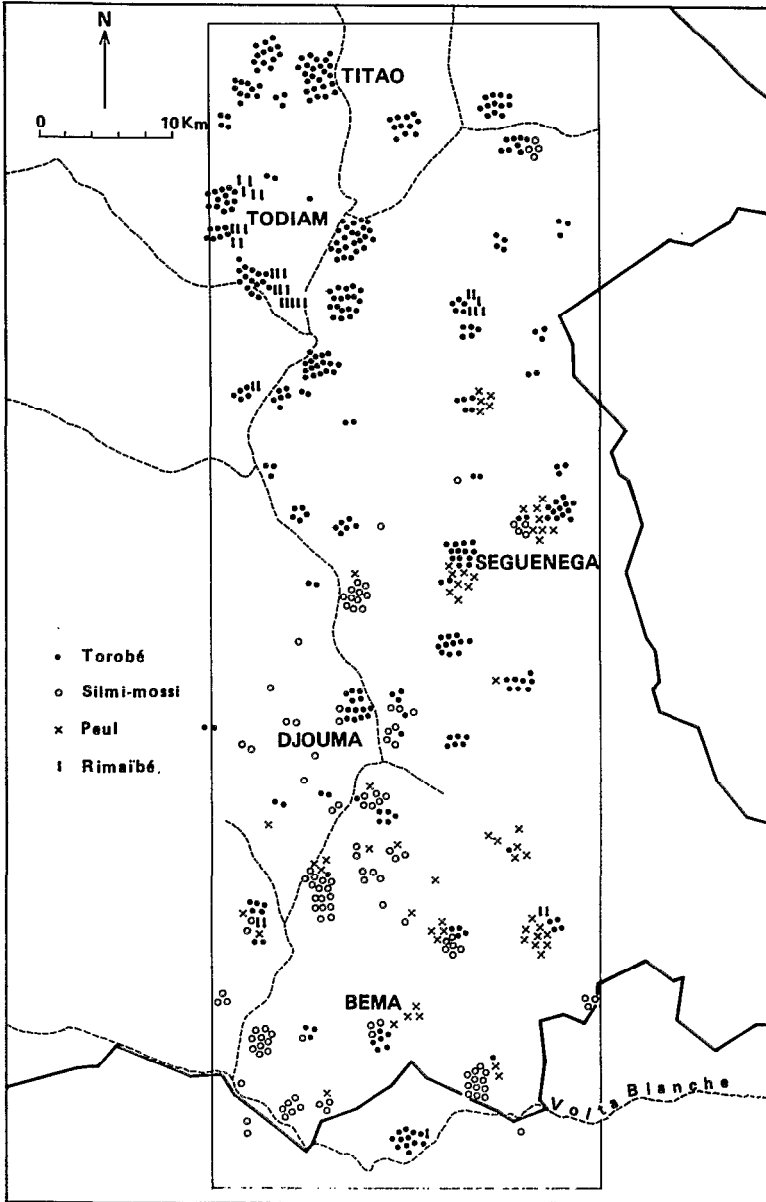 N
TITAO
0 10Km
TODIAM
SEGUENEGA
Torobé
Silmi-mossi
Peul
Rimaïbé.
DJOUMA
BEMA
Volta Blanche